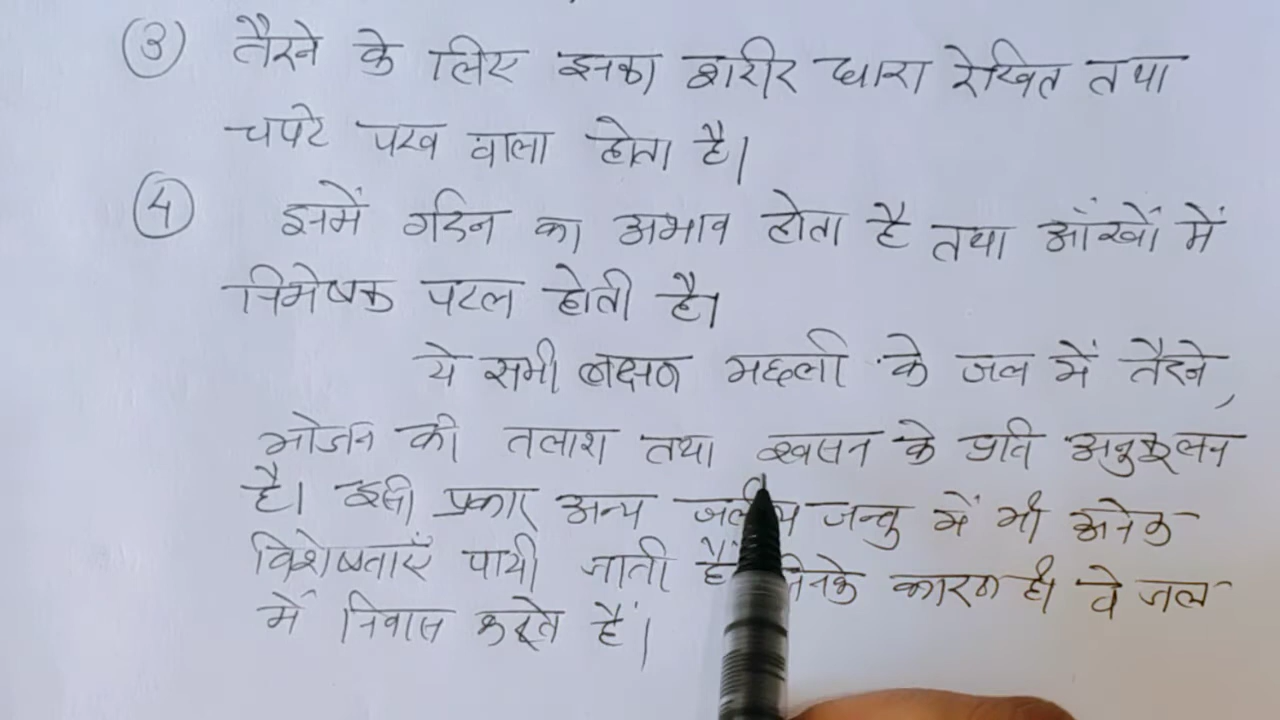 ③ तैरने के लिए इनका शरीर धारा रेखित तथा
चपटे पख वाला होता है।
④ इनमें गर्दन का अभाव होता है तथा आँखों में
निमेषक पटल होती है।
ये सभी लक्षण मछली के जल में तैरने,
भोजन की तलाश तथा श्वसन के प्रति अनुकूलन
है। इसी प्रकार अन्य जलीय जन्तु में भी अनेक
विशेषताएँ पायी जाती हैं जिनके कारण ही वे जल
में निवास करते हैं।